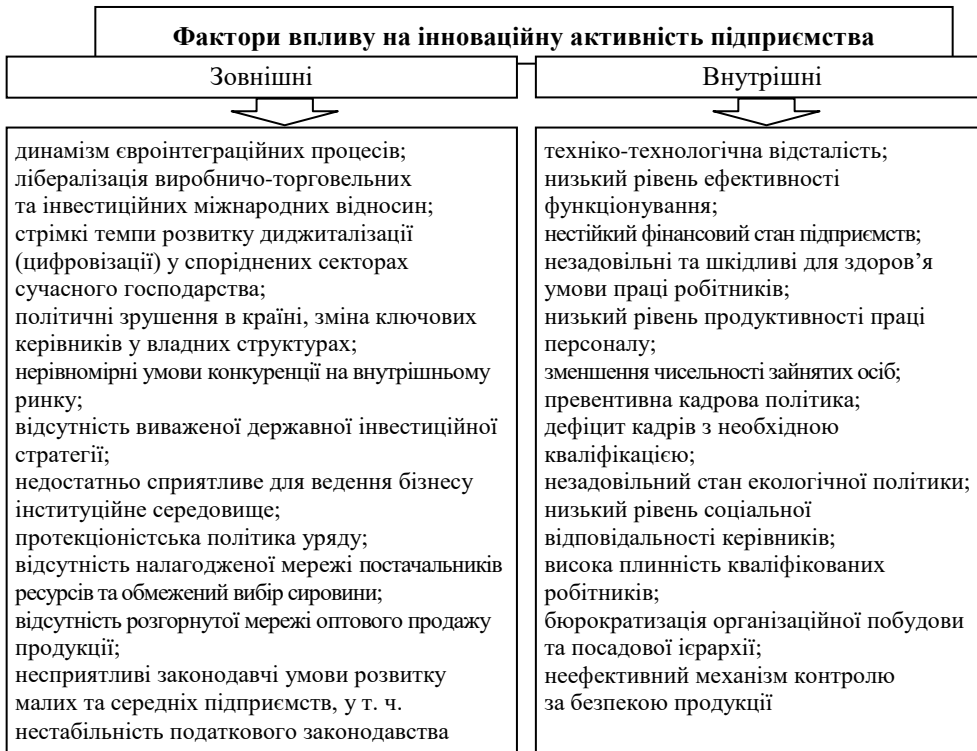 Фактори впливу на інноваційну активність підприємства
Зовнішні
динамізм євроінтеграційних процесів;
лібералізація виробничо-торговельних
та інвестиційних міжнародних відносин;
стрімкі темпи розвитку диджиталізації
(цифровізації) у споріднених секторах
сучасного господарства;
політичні зрушення в країні, зміна ключових
керівників у владних структурах;
нерівномірні умови конкуренції на внутрішньому
ринку;
відсутність виваженої державної інвестиційної
стратегії;
недостатньо сприятливе для ведення бізнесу
інституційне середовище;
протекціоністська політика уряду;
відсутність налагодженої мережі постачальників
ресурсів та обмежений вибір сировини;
відсутність розгорнутої мережі оптового продажу
продукції;
несприятливі законодавчі умови розвитку
малих та середніх підприємств, у т. ч.
нестабільність податкового законодавства
Внутрішні
техніко-технологічна відсталість;
низький рівень ефективності
функціонування;
нестійкий фінансовий стан підприємств;
незадовільні та шкідливі для здоров’я
умови праці робітників;
низький рівень продуктивності праці
персоналу;
зменшення чисельності зайнятих осіб;
превентивна кадрова політика;
дефіцит кадрів з необхідною
кваліфікацією;
незадовільний стан екологічної політики;
низький рівень соціальної
відповідальності керівників;
висока плинність кваліфікованих
робітників;
бюрократизація організаційної побудови
та посадової ієрархії;
неефективний механізм контролю
за безпекою продукції